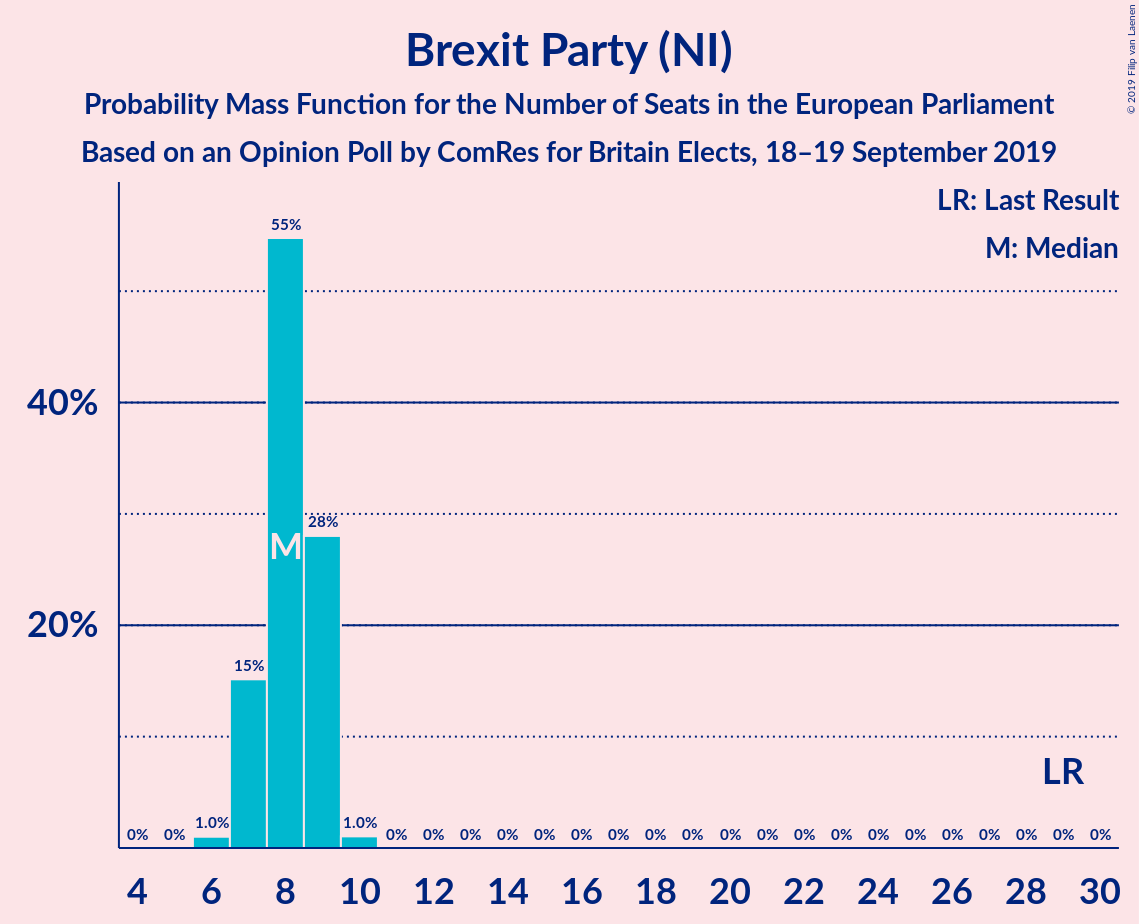 Brexit Party (NI)
Probability Mass Function for the Number of Seats in the European Parliament
Based on an Opinion Poll by ComRes for Britain Elects, 18–19 September 2019
© 2019 Filip van Laenen
LR: Last Result
M: Median
55%
40%
28%
M
20%
15%
LR
0% 0% 1.0% 1.0% 0% 0% 0% 0% 0% 0% 0% 0% 0% 0% 0% 0% 0% 0% 0% 0% 0% 0% 0% 0%
4 6 8 10 12 14 16 18 20 22 24 26 28 30